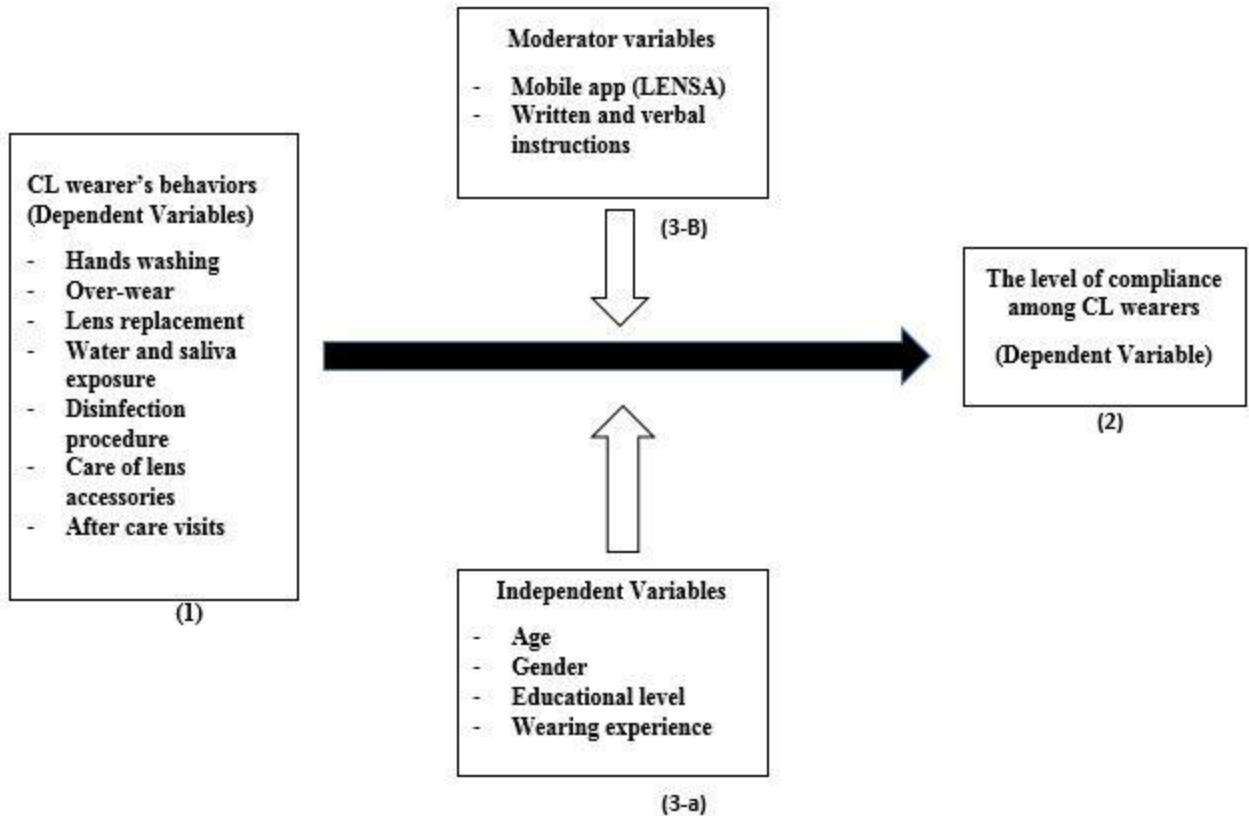 Moderator variables
- Mobile app (LENSA)
- Written and verbal
instructions
(3-B)
CL wearer’s behaviors
(Dependent Variables)
- Hands washing
- Over-wear
- Lens replacement
- Water and saliva
exposure
- Disinfection
procedure
- Care of lens
accessories
- After care visits
(1)
The level of compliance
among CL wearers
(Dependent Variable)
(2)
Independent Variables
- Age
- Gender
- Educational level
- Wearing experience
(3-a)